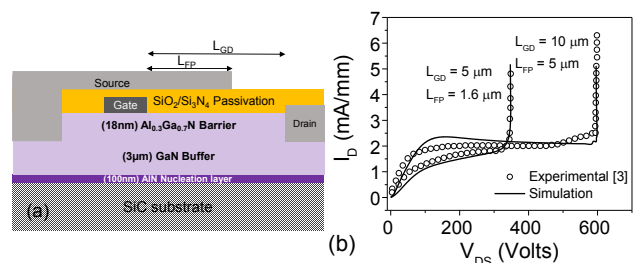 L_GD
L_FP
Source
Gate
SiO₂/Si₃N₄ Passivation
(18nm) Al₀.₃Ga₀.₇N Barrier
Drain
(3μm) GaN Buffer
(100nm) AlN Nucleation layer
SiC substrate
(a)
7
6
5
4
3
2
1
0
I_D (mA/mm)
L_GD = 5 μm
L_FP = 1.6 μm
L_GD = 10 μm
L_FP = 5 μm
Experimental [3]
Simulation
0 200 400 600
V_DS (Volts)
(b)